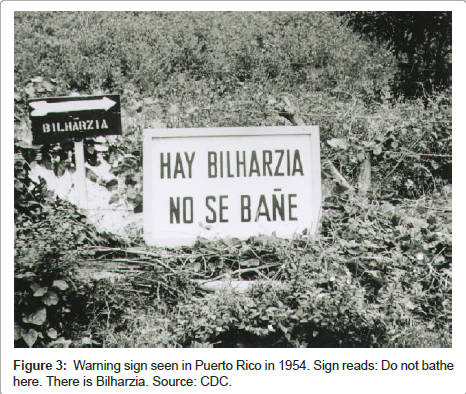 BILHARZIA
HAY BILHARZIA
NO SE BAÑE
Figure 3: Warning sign seen in Puerto Rico in 1954. Sign reads: Do not bathe
here. There is Bilharzia. Source: CDC.